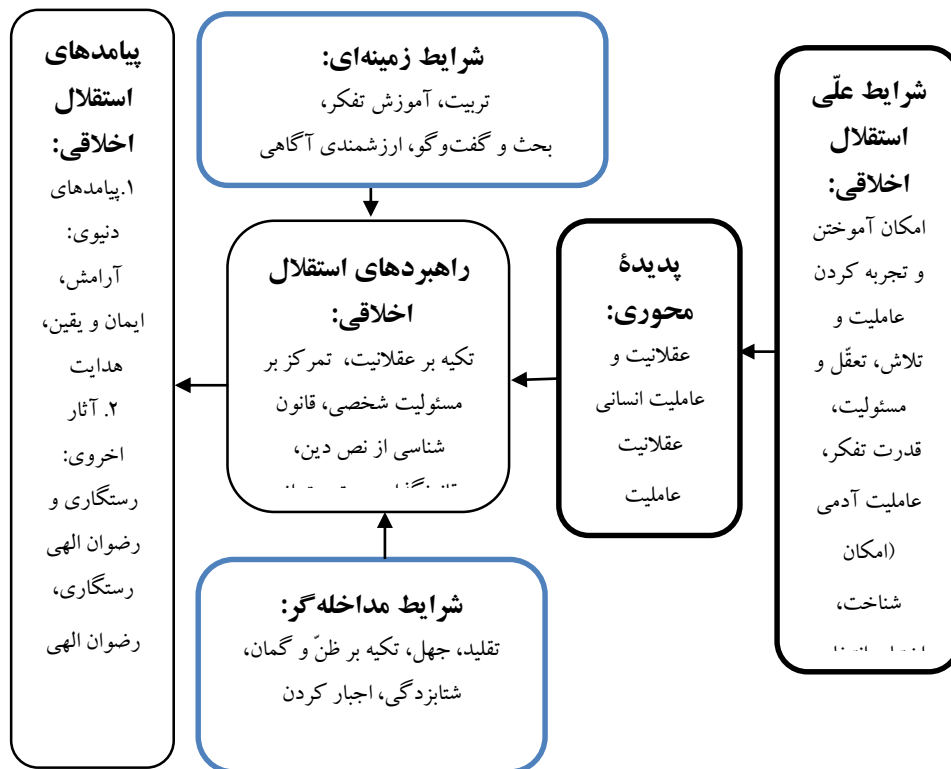 شرایط علّی
استقلال
اخلاقی:
امکان آموختن
و تجربه کردن
عاملیت و
تلاش، تعقّل و
مسئولیت،
قدرت تفکر،
عاملیت آدمی
(امکان
شناخت،
پدیدۀ
محوری:
عقلانیت و
عاملیت انسانی
عقلانیت
عاملیت
شرایط زمینه‌ای:
تربیت، آموزش تفکر،
بحث و گفت‌وگو، ارزشمندی آگاهی
راهبردهای استقلال
اخلاقی:
تکیه بر عقلانیت، تمرکز بر
مسئولیت شخصی، قانون
شناسی از نص دین،
شرایط مداخله‌گر:
تقلید، جهل، تکیه بر ظنّ و گمان،
شتابزدگی، اجبار کردن
پیامدهای
استقلال
اخلاقی:
۱.پیامدهای
دنیوی:
آرامش،
ایمان و یقین،
هدایت
۲. آثار
اخروی:
رستگاری و
رضوان الهی
رستگاری،
رضوان الهی